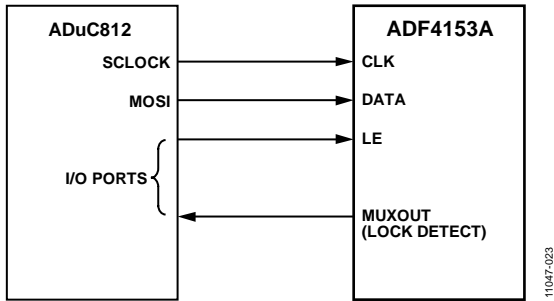 ADuC812
ADF4153A
SCLOCK
CLK
MOSI
DATA
LE
I/O PORTS
MUXOUT
(LOCK DETECT)
11047-023